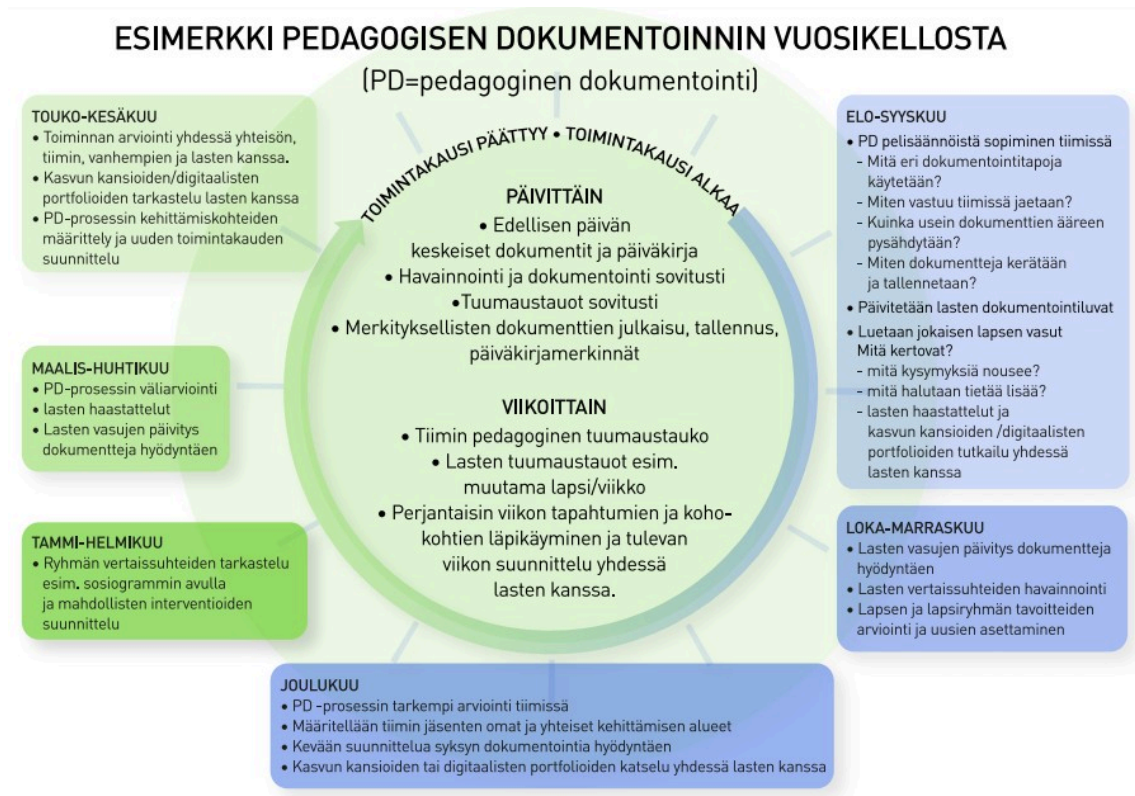 ESIMERKKI PEDAGOGISEN DOKUMENTOINNIN VUOSIKELLOSTA
(PD=pedagoginen dokumentointi)
TOIMINTAKAUSI PÄÄTTYY • TOIMINTAKAUSI ALKAA
PÄIVITTÄIN
• Edellisen päivän
keskeiset dokumentit ja päiväkirja
• Havainnointi ja dokumentointi sovitusti
•Tuumaustauot sovitusti
• Merkityksellisten dokumenttien julkaisu, tallennus,
päiväkirjamerkinnät
VIIKOITTAIN
• Tiimin pedagoginen tuumaustauko
• Lasten tuumaustauot esim.
muutama lapsi/viikko
• Perjantaisin viikon tapahtumien ja koho-
kohtien läpikäyminen ja tulevan
viikon suunnittelu yhdessä
lasten kanssa.
ELO-SYYSKUU
• PD pelisäännöistä sopiminen tiimissä
- Mitä eri dokumentointitapoja
käytetään?
- Miten vastuu tiimissä jaetaan?
- Kuinka usein dokumenttien ääreen
pysähdytään?
- Miten dokumentteja kerätään
ja tallennetaan?
• Päivitetään lasten dokumentointiluvat
• Luetaan jokaisen lapsen vasut
Mitä kertovat?
- mitä kysymyksiä nousee?
- mitä halutaan tietää lisää?
- lasten haastattelut ja
kasvun kansioiden /digitaalisten
portfolioiden tutkailu yhdessä
lasten kanssa
LOKA-MARRASKUU
• Lasten vasujen päivitys dokumentteja
hyödyntäen
• Lasten vertaissuhteiden havainnointi
• Lapsen ja lapsiryhmän tavoitteiden
arviointi ja uusien asettaminen
JOULUKUU
• PD -prosessin tarkempi arviointi tiimissä
• Määritellään tiimin jäsenten omat ja yhteiset kehittämisen alueet
• Kevään suunnittelua syksyn dokumentointia hyödyntäen
• Kasvun kansioiden tai digitaalisten portfolioiden katselu yhdessä lasten kanssa
TAMMI-HELMIKUU
• Ryhmän vertaissuhteiden tarkastelu
esim. sosiogrammin avulla
ja mahdollisten interventioiden
suunnittelu
MAALIS-HUHTIKUU
• PD-prosessin väliarviointi
• lasten haastattelut
• Lasten vasujen päivitys
dokumentteja hyödyntäen
TOUKO-KESÄKUU
• Toiminnan arviointi yhdessä yhteisön,
tiimin, vanhempien ja lasten kanssa.
• Kasvun kansioiden/digitaalisten
portfolioiden tarkastelu lasten kanssa
• PD-prosessin kehittämiskohteiden
määrittely ja uuden toimintakauden
suunnittelu